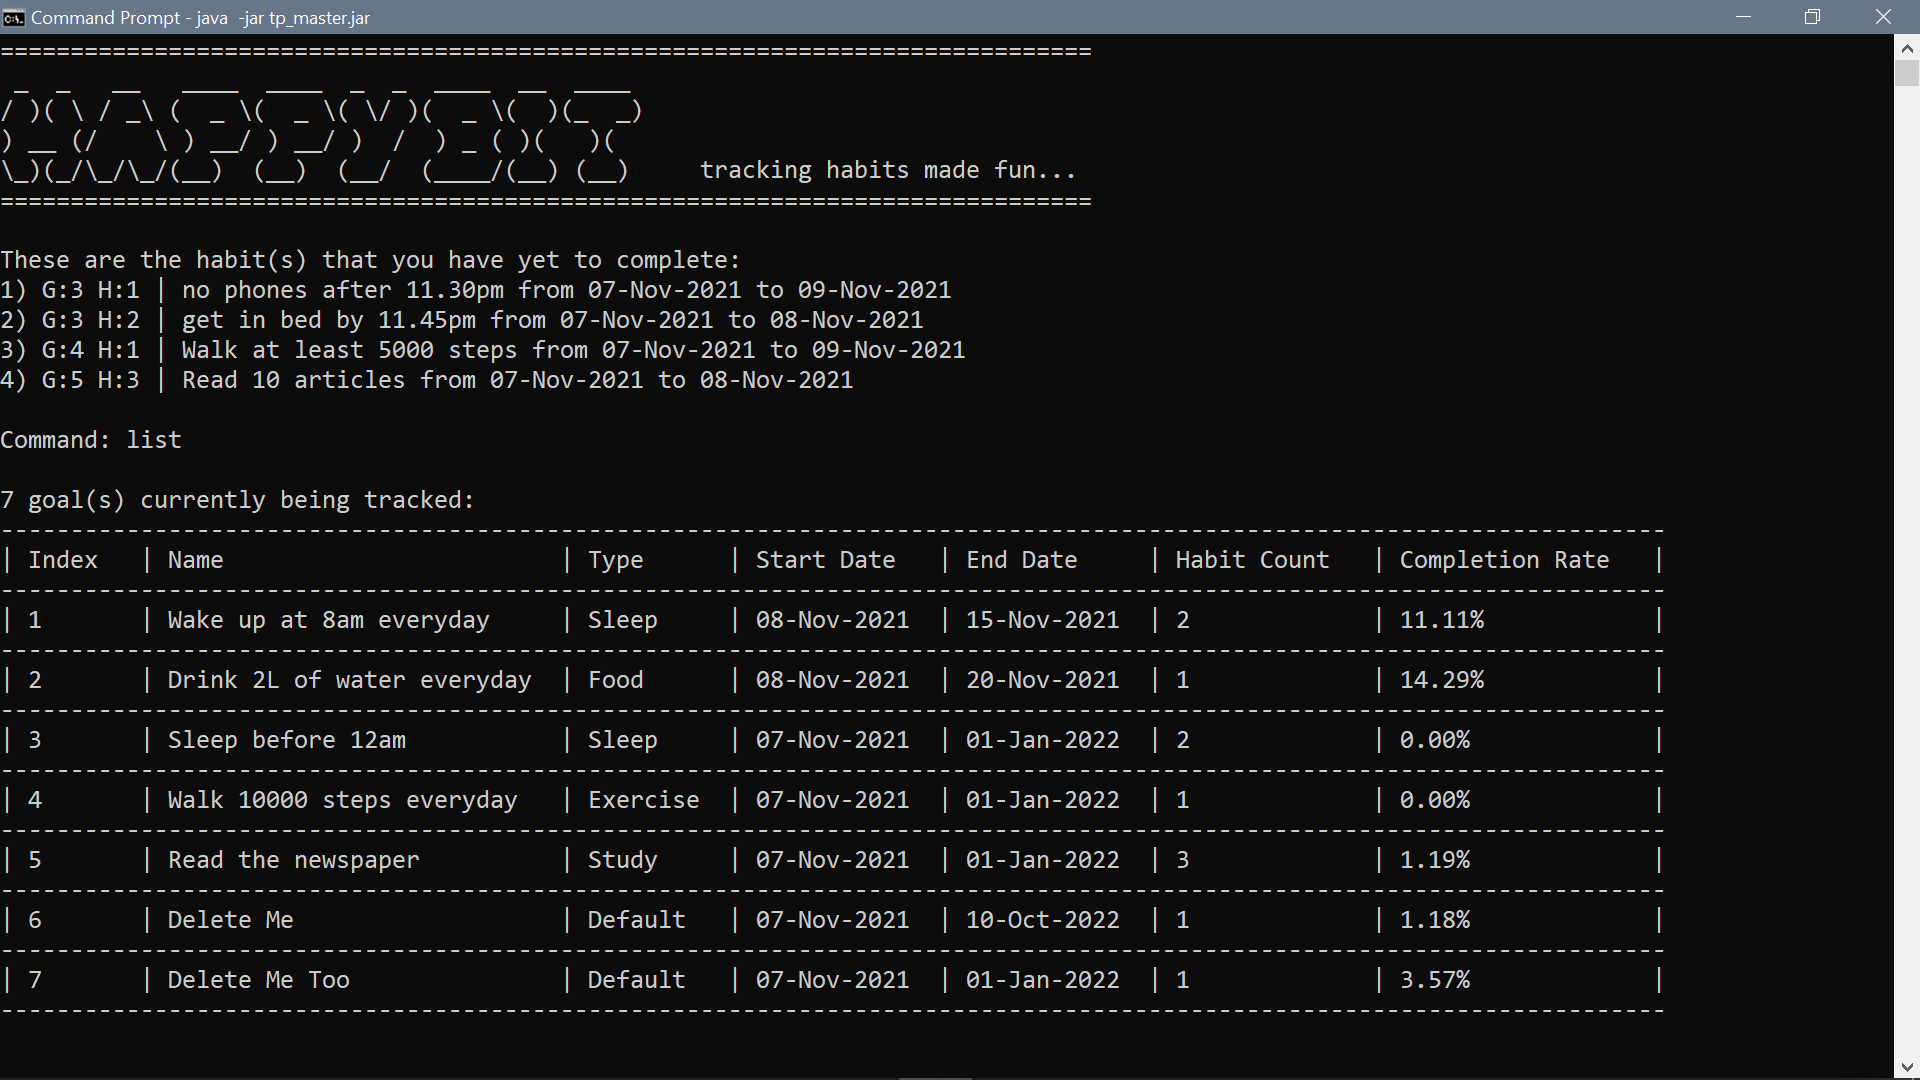 Command Prompt - java  -jar tp_master.jar
HAPPYBIT
tracking habits made fun...
These are the habit(s) that you have yet to complete:
1) G:3 H:1 | no phones after 11.30pm from 07-Nov-2021 to 09-Nov-2021
2) G:3 H:2 | get in bed by 11.45pm from 07-Nov-2021 to 08-Nov-2021
3) G:4 H:1 | Walk at least 5000 steps from 07-Nov-2021 to 09-Nov-2021
4) G:5 H:3 | Read 10 articles from 07-Nov-2021 to 08-Nov-2021
Command: list
7 goal(s) currently being tracked:
| Index | Name | Type | Start Date | End Date | Habit Count | Completion Rate |
| 1 | Wake up at 8am everyday | Sleep | 08-Nov-2021 | 15-Nov-2021 | 2 | 11.11% |
| 2 | Drink 2L of water everyday | Food | 08-Nov-2021 | 20-Nov-2021 | 1 | 14.29% |
| 3 | Sleep before 12am | Sleep | 07-Nov-2021 | 01-Jan-2022 | 2 | 0.00% |
| 4 | Walk 10000 steps everyday | Exercise | 07-Nov-2021 | 01-Jan-2022 | 1 | 0.00% |
| 5 | Read the newspaper | Study | 07-Nov-2021 | 01-Jan-2022 | 3 | 1.19% |
| 6 | Delete Me | Default | 07-Nov-2021 | 10-Oct-2022 | 1 | 1.18% |
| 7 | Delete Me Too | Default | 07-Nov-2021 | 01-Jan-2022 | 1 | 3.57% |